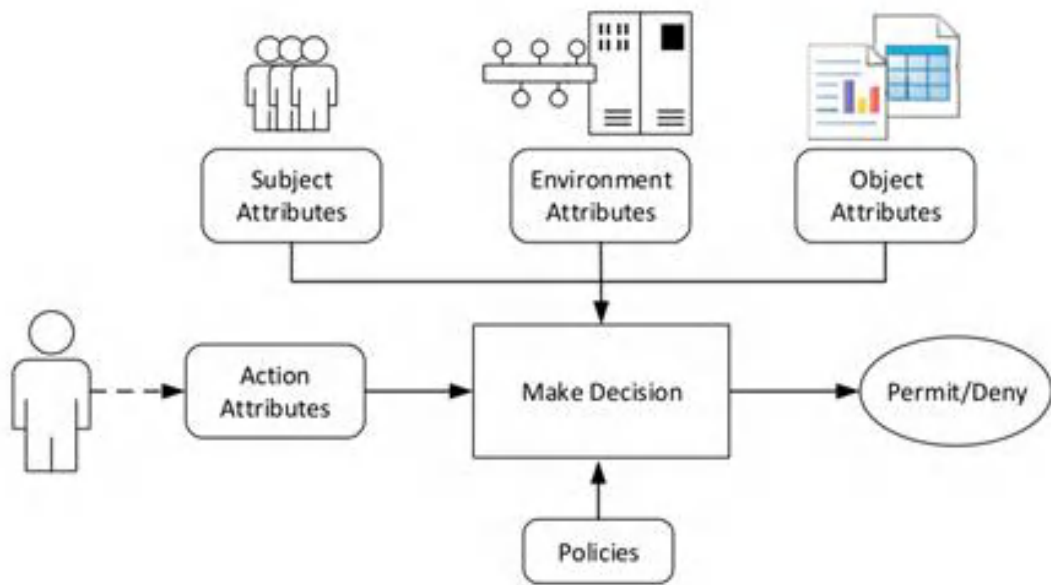 Subject
Attributes
Environment
Attributes
Object
Attributes
Action
Attributes
Make Decision
Permit/Deny
Policies